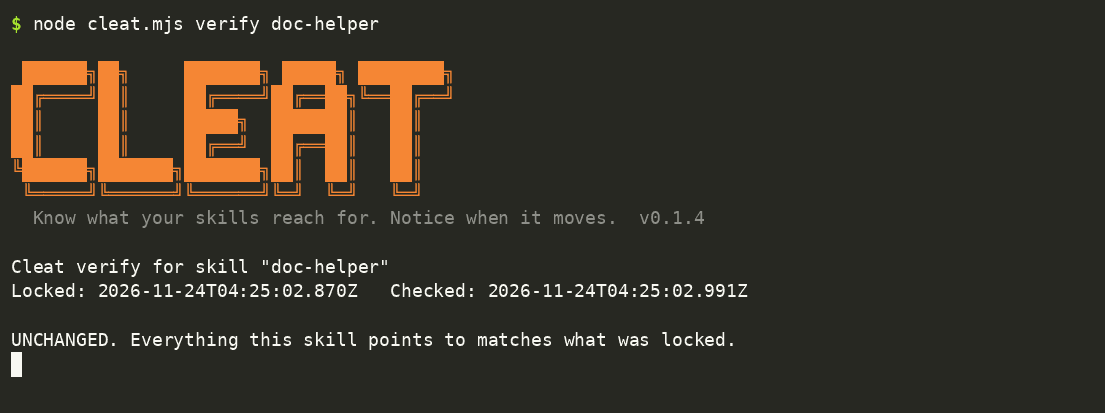 $ node cleat.mjs verify doc-helper
CLEAT
Know what your skills reach for. Notice when it moves.  v0.1.4
Cleat verify for skill "doc-helper"
Locked: 2026-11-24T04:25:02.870Z   Checked: 2026-11-24T04:25:02.991Z
UNCHANGED. Everything this skill points to matches what was locked.